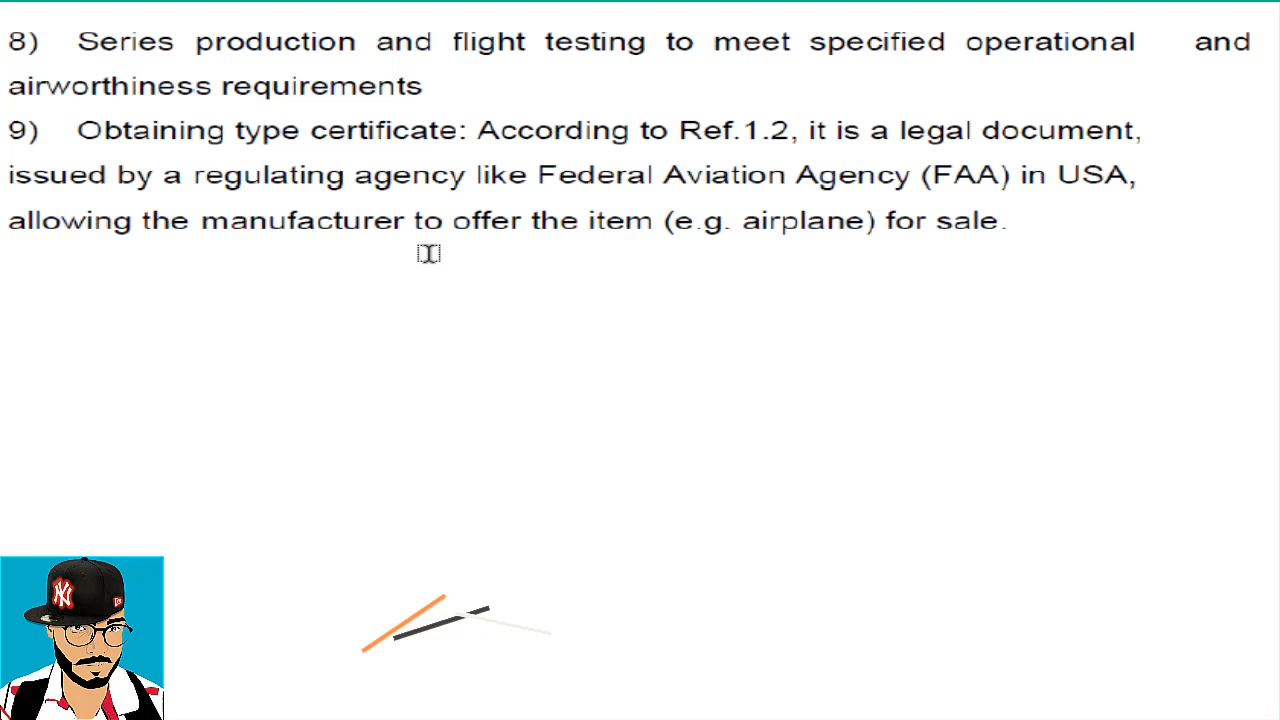 8) Series production and flight testing to meet specified operational and
airworthiness requirements
9) Obtaining type certificate: According to Ref.1.2, it is a legal document,
issued by a regulating agency like Federal Aviation Agency (FAA) in USA,
allowing the manufacturer to offer the item (e.g. airplane) for sale.
NY